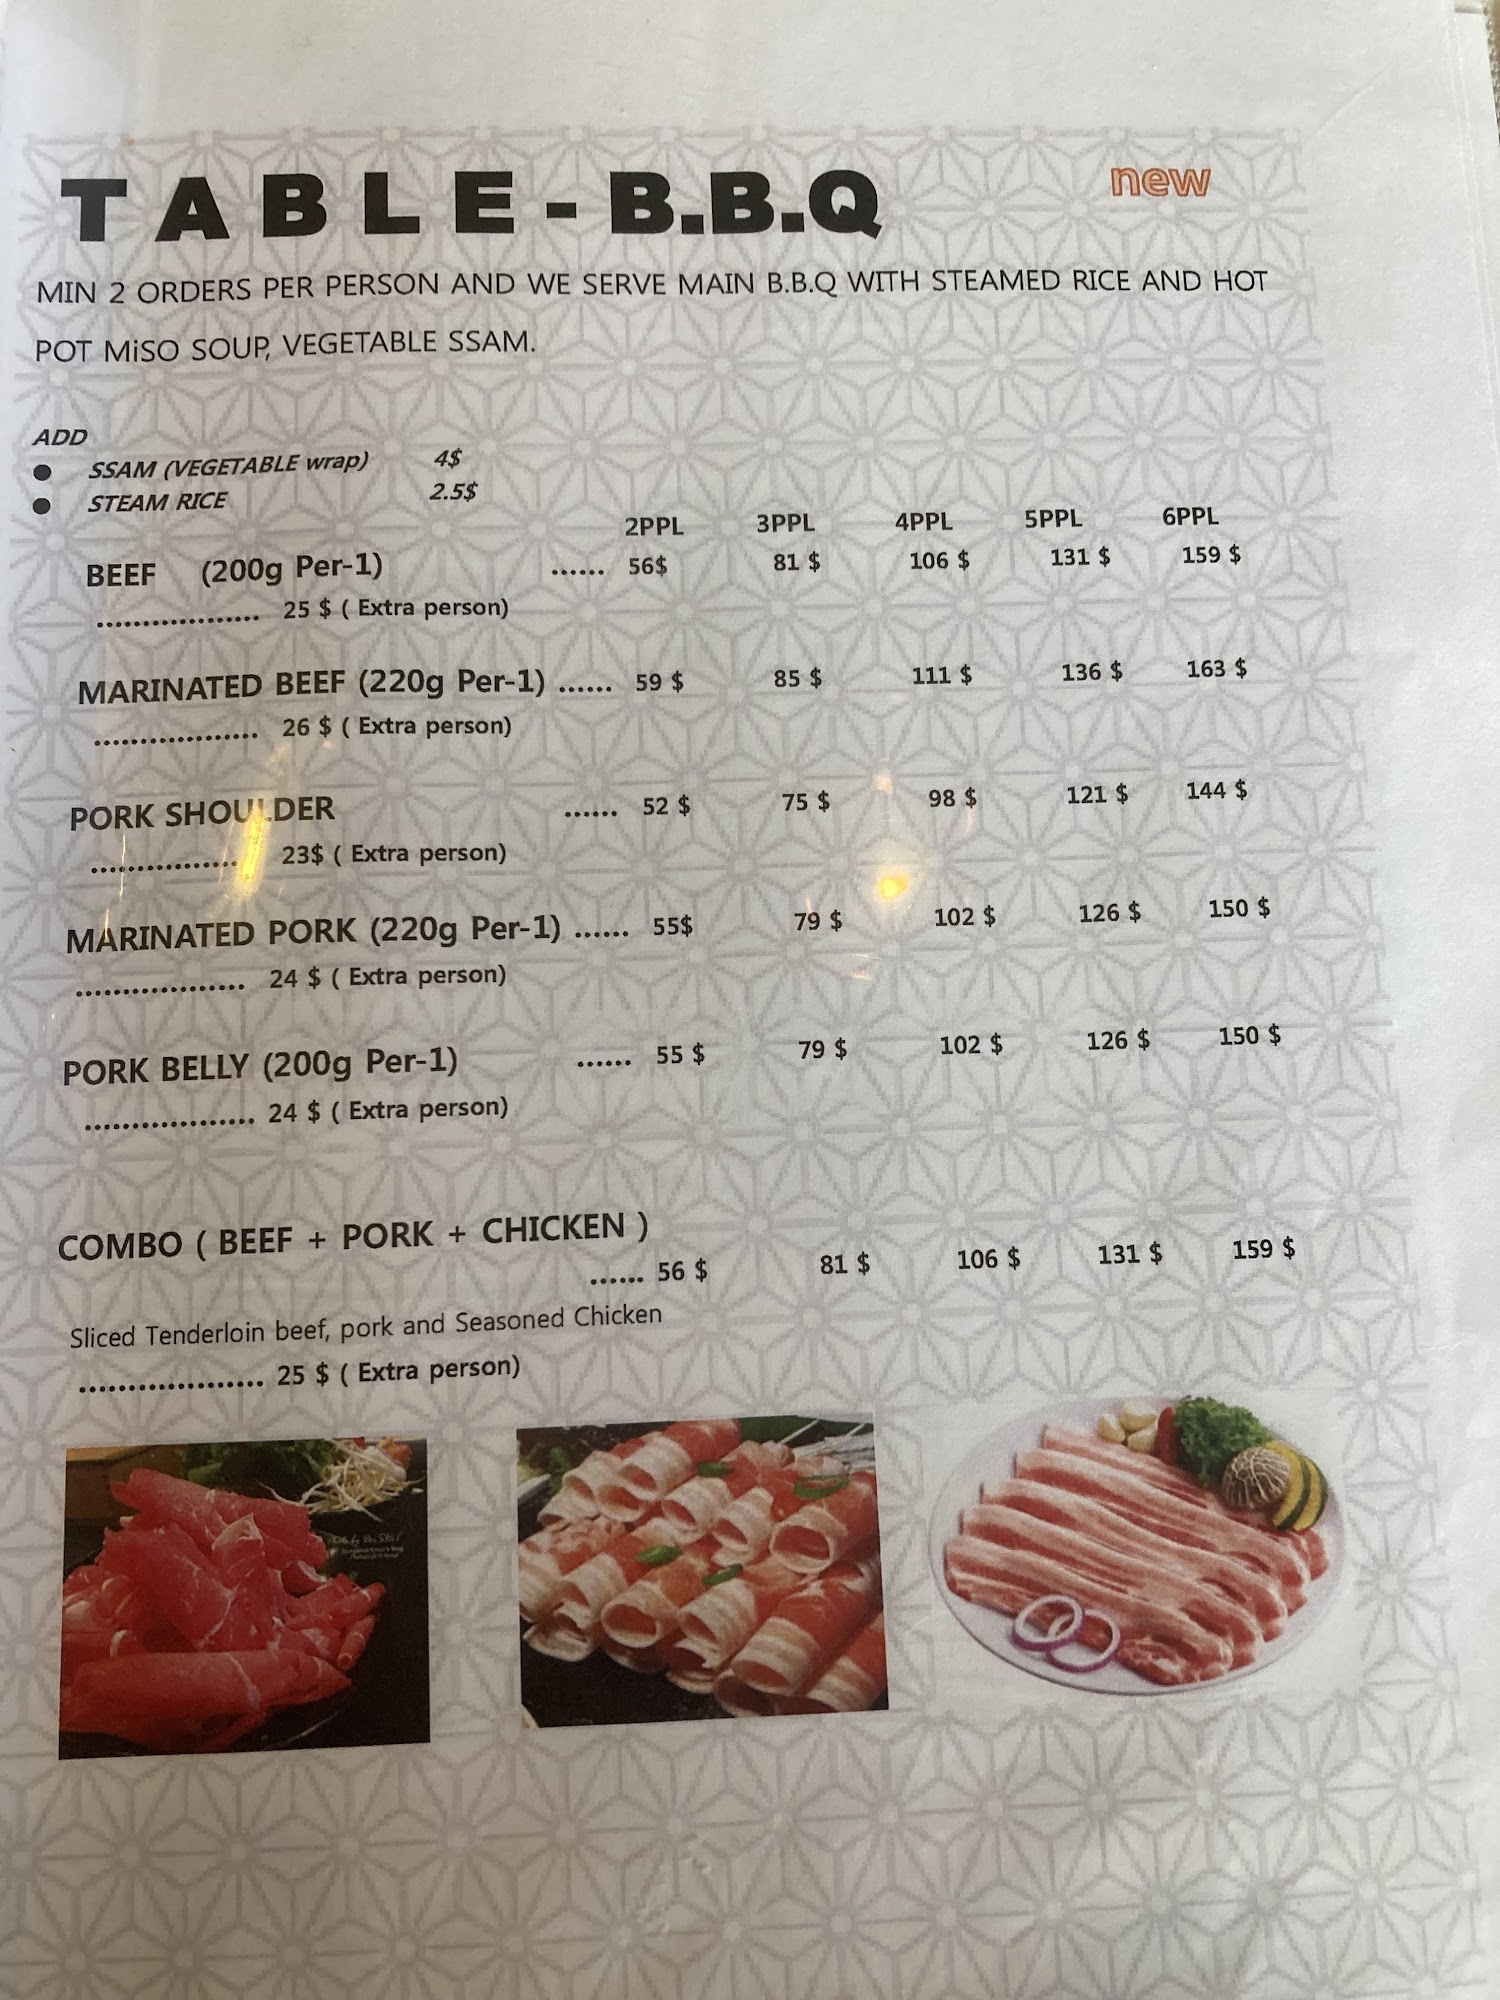 TABLE-B.B.Q new
MIN 2 ORDERS PER PERSON AND WE SERVE MAIN B.B.Q WITH STEAMED RICE AND HOT
POT MiSO SOUP, VEGETABLE SSAM.
ADD
● SSAM (VEGETABLE wrap) 4$
● STEAM RICE 2.5$
2PPL 3PPL 4PPL 5PPL 6PPL
BEEF (200g Per-1) ...... 56$ 81 $ 106 $ 131 $ 159 $
.................. 25 $ ( Extra person)
MARINATED BEEF (220g Per-1) ...... 59 $ 85 $ 111 $ 136 $ 163 $
.................. 26 $ ( Extra person)
PORK SHOULDER ...... 52 $ 75 $ 98 $ 121 $ 144 $
.................. 23$ ( Extra person)
MARINATED PORK (220g Per-1) ...... 55$ 79 $ 102 $ 126 $ 150 $
.................. 24 $ ( Extra person)
PORK BELLY (200g Per-1) ...... 55 $ 79 $ 102 $ 126 $ 150 $
.................. 24 $ ( Extra person)
COMBO ( BEEF + PORK + CHICKEN )
...... 56 $ 81 $ 106 $ 131 $ 159 $
Sliced Tenderloin beef, pork and Seasoned Chicken
................... 25 $ ( Extra person)